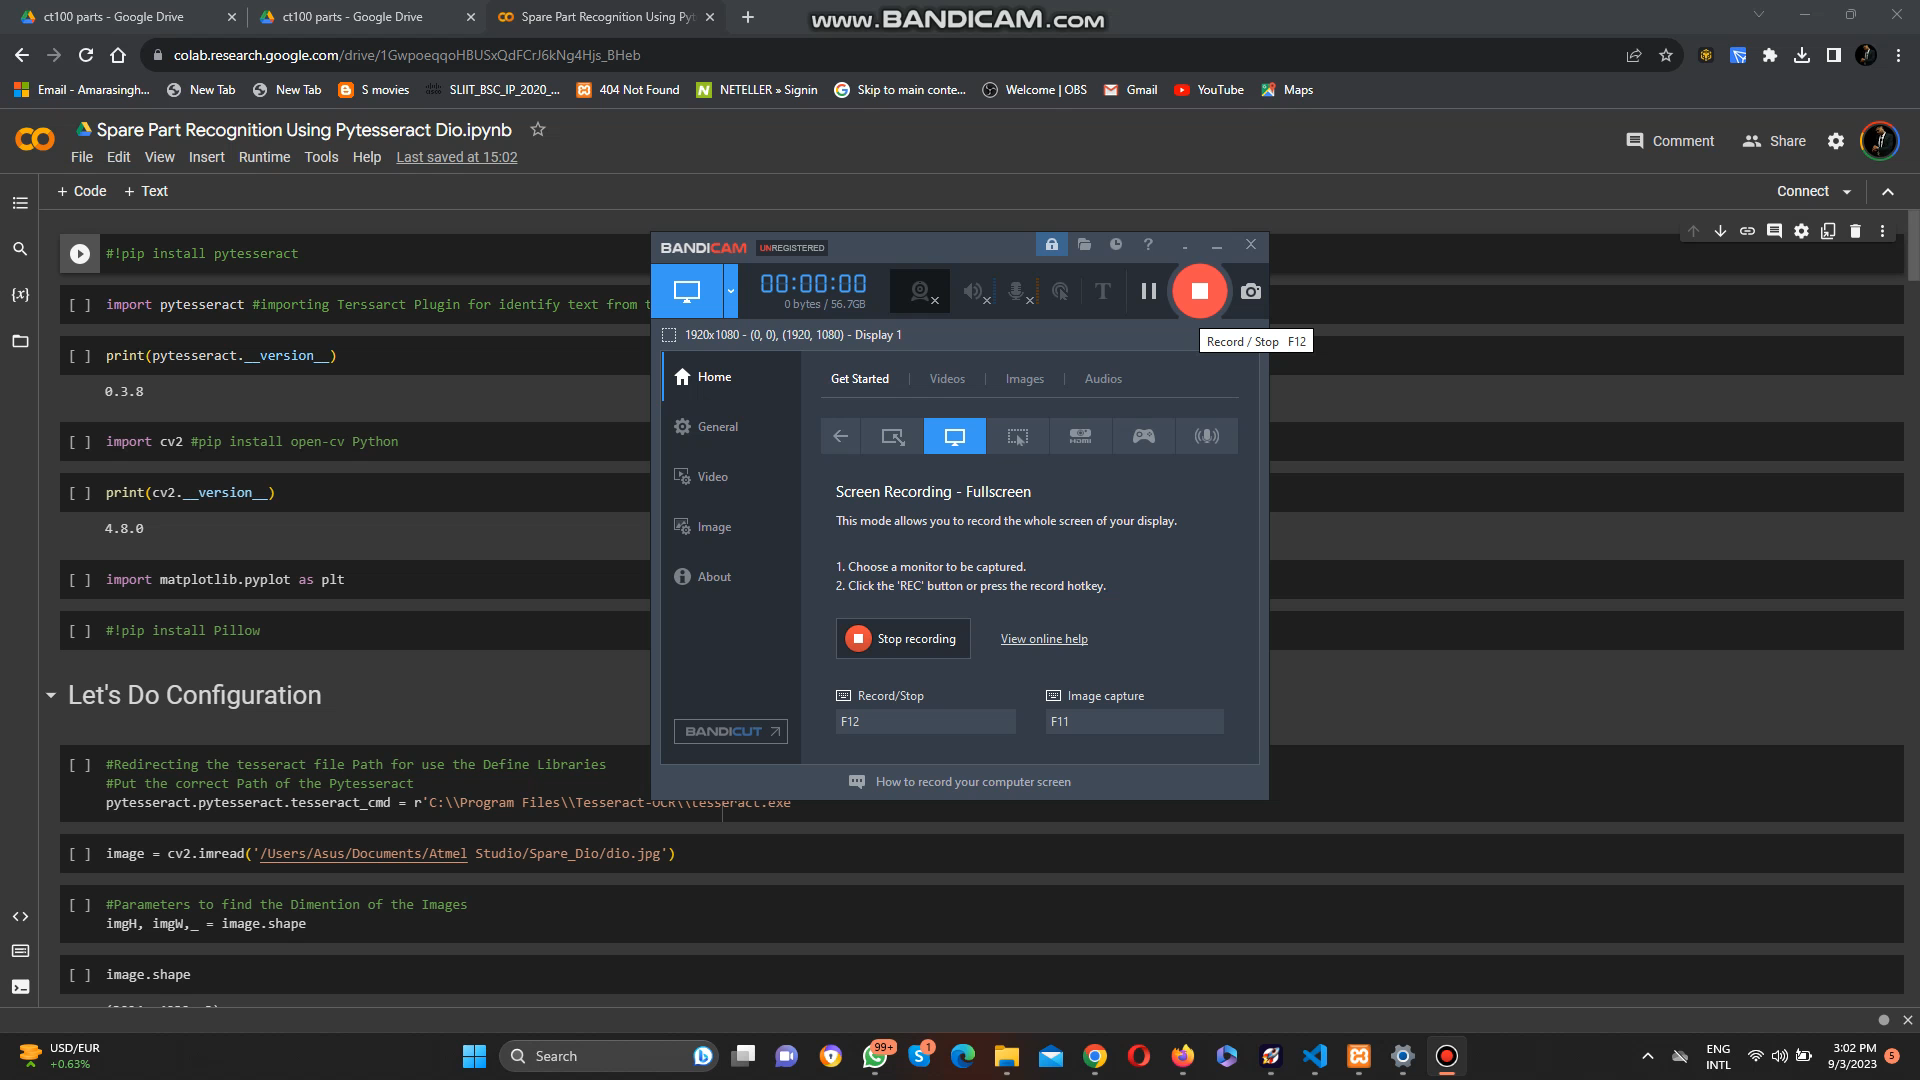 ct100 parts - Google Drive
ct100 parts - Google Drive
Spare Part Recognition Using Pyt
www.BANDICAM.com
colab.research.google.com/drive/1GwpoeqqoHBUSxQdFCrJ6kNg4Hjs_BHeb
Email - Amarasingh...
New Tab
New Tab
S movies
SLIIT_BSC_IP_2020_...
404 Not Found
NETELLER » Signin
Skip to main conte...
Welcome | OBS
Gmail
YouTube
Maps
Spare Part Recognition Using Pytesseract Dio.ipynb
File Edit View Insert Runtime Tools Help Last saved at 15:02
Comment
Share
+ Code + Text
Connect
#!pip install pytesseract
[ ] import pytesseract #importing Terssarct Plugin for identify text from t
[ ] print(pytesseract.__version__)
0.3.8
[ ] import cv2 #pip install open-cv Python
[ ] print(cv2.__version__)
4.8.0
[ ] import matplotlib.pyplot as plt
[ ] #!pip install Pillow
Let's Do Configuration
[ ] #Redirecting the tesseract file Path for use the Define Libraries
#Put the correct Path of the Pytesseract
pytesseract.pytesseract.tesseract_cmd = r'C:\\Program Files\\Tesseract-OCR\\tesseract.exe
[ ] image = cv2.imread('/Users/Asus/Documents/Atmel Studio/Spare_Dio/dio.jpg')
[ ] #Parameters to find the Dimention of the Images
imgH, imgW,_ = image.shape
[ ] image.shape
BANDICAM UNREGISTERED
00:00:00
0 bytes / 56.7GB
1920x1080 - (0, 0), (1920, 1080) - Display 1
Record / Stop F12
Home
General
Video
Image
About
BANDICUT
Get Started
Videos
Images
Audios
HDMI
Screen Recording - Fullscreen
This mode allows you to record the whole screen of your display.
1. Choose a monitor to be captured.
2. Click the 'REC' button or press the record hotkey.
Stop recording
View online help
Record/Stop
Image capture
F12
F11
How to record your computer screen
USD/EUR
+0.63%
Search
99+
1
ENG
INTL
3:02 PM
9/3/2023
5